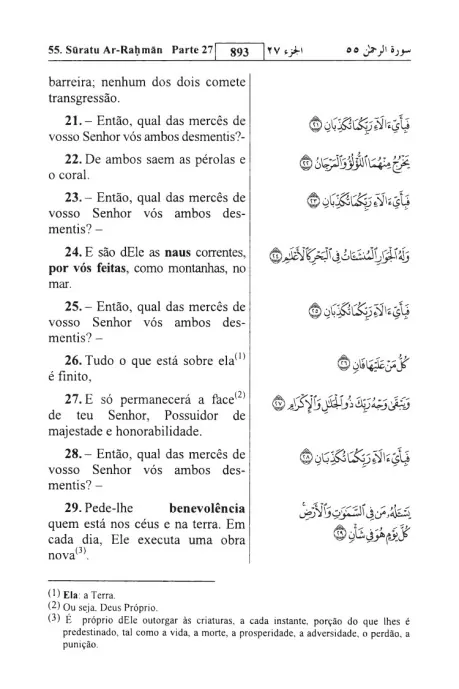 55. Sūratu Ar-Raḥmān Parte 27 893 الجزء ٢٧ سورة الرحمن ٥٥
barreira; nenhum dos dois comete
transgressão.
21. – Então, qual das mercês de
vosso Senhor vós ambos desmentis?-
فَبِأَيِّ ءَالَآءِ رَبِّكُمَا تُكَذِّبَانِ ٢١
22. De ambos saem as pérolas e
o coral.
يَخْرُجُ مِنْهُمَا ٱللُّؤْلُؤُ وَٱلْمَرْجَانُ ٢٢
23. – Então, qual das mercês de
vosso Senhor vós ambos des-
mentis? –
فَبِأَيِّ ءَالَآءِ رَبِّكُمَا تُكَذِّبَانِ ٢٣
24. E são dEle as naus correntes,
por vós feitas, como montanhas, no
mar.
وَلَهُ ٱلْجَوَارِ ٱلْمُنشَـَٔاتُ فِى ٱلْبَحْرِ كَٱلْأَعْلَـٰمِ ٢٤
25. – Então, qual das mercês de
vosso Senhor vós ambos des-
mentis? –
فَبِأَيِّ ءَالَآءِ رَبِّكُمَا تُكَذِّبَانِ ٢٥
26. Tudo o que está sobre ela(1)
é finito,
كُلُّ مَنْ عَلَيْهَا فَانٍ ٢٦
27. E só permanecerá a face(2)
de teu Senhor, Possuidor de
majestade e honorabilidade.
وَيَبْقَىٰ وَجْهُ رَبِّكَ ذُو ٱلْجَلَـٰلِ وَٱلْإِكْرَامِ ٢٧
28. – Então, qual das mercês de
vosso Senhor vós ambos des-
mentis? –
فَبِأَيِّ ءَالَآءِ رَبِّكُمَا تُكَذِّبَانِ ٢٨
29. Pede-lhe benevolência
quem está nos céus e na terra. Em
cada dia, Ele executa uma obra
nova(3).
يَسْـَٔلُهُۥ مَن فِى ٱلسَّمَـٰوَٰتِ وَٱلْأَرْضِ
كُلَّ يَوْمٍ هُوَ فِى شَأْنٍ ٢٩
(1) Ela: a Terra.
(2) Ou seja, Deus Próprio.
(3) É próprio dEle outorgar às criaturas, a cada instante, porção do que lhes é
predestinado, tal como a vida, a morte, a prosperidade, a adversidade, o perdão, a
punição.